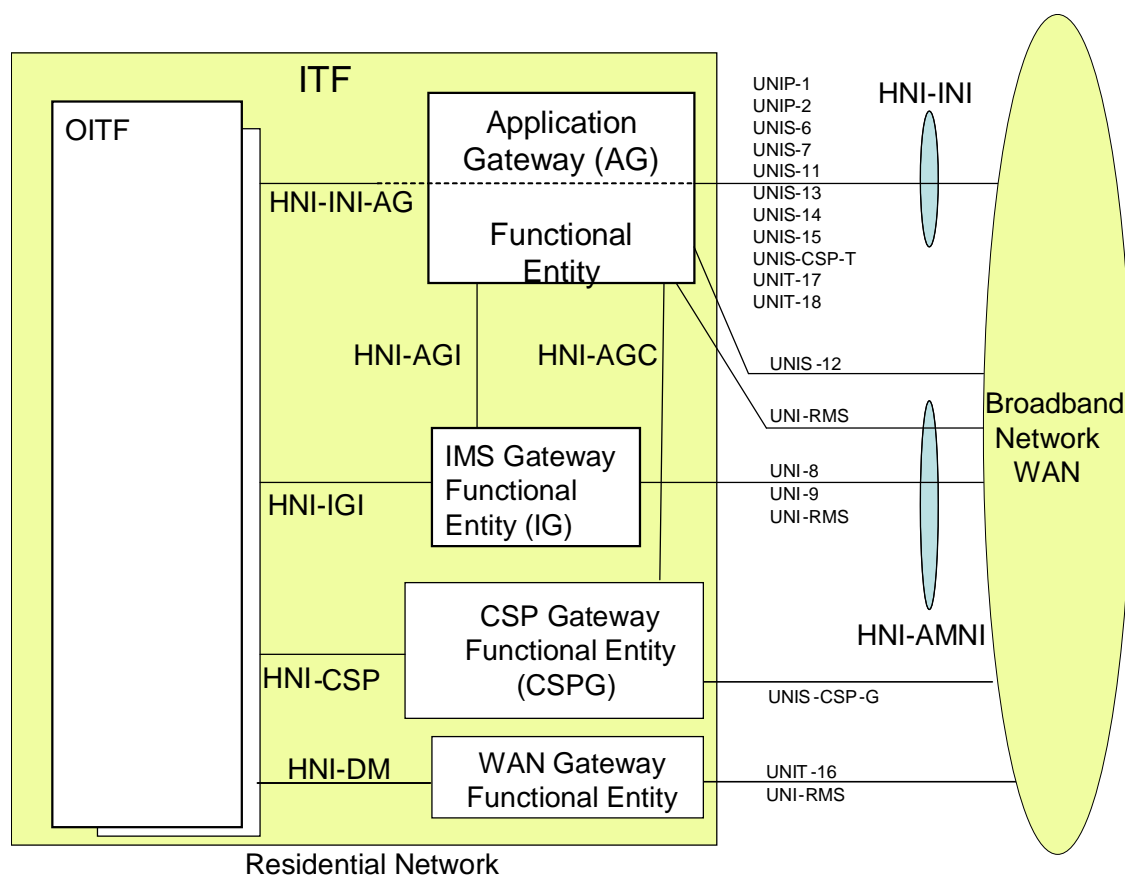 ITF
OITF
Application
Gateway (AG)
Functional
Entity
HNI-INI-AG
UNIP-1
UNIP-2
UNIS-6
UNIS-7
UNIS-11
UNIS-13
UNIS-14
UNIS-15
UNIS-CSP-T
UNIT-17
UNIT-18
HNI-INI
HNI-AGI
HNI-AGC
UNIS-12
UNI-RMS
Broadband
Network
WAN
IMS Gateway
Functional
Entity (IG)
HNI-IGI
UNI-8
UNI-9
UNI-RMS
HNI-AMNI
CSP Gateway
Functional Entity
(CSPG)
HNI-CSP
UNIS-CSP-G
HNI-DM
WAN Gateway
Functional Entity
UNIT-16
UNI-RMS
Residential Network